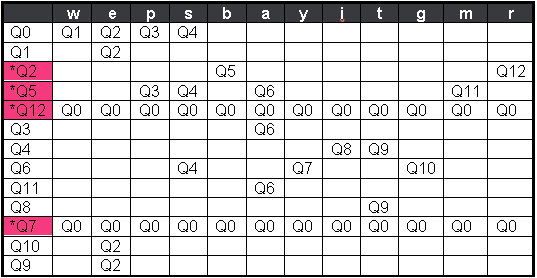 w e p s b a y i t g m r
Q0 Q1 Q2 Q3 Q4
Q1 Q2
*Q2 Q5 Q12
*Q5 Q3 Q4 Q6 Q11
*Q12 Q0 Q0 Q0 Q0 Q0 Q0 Q0 Q0 Q0 Q0 Q0 Q0
Q3 Q6
Q4 Q8 Q9
Q6 Q4 Q7 Q10
Q11 Q6
Q8 Q9
*Q7 Q0 Q0 Q0 Q0 Q0 Q0 Q0 Q0 Q0 Q0 Q0 Q0
Q10 Q2
Q9 Q2